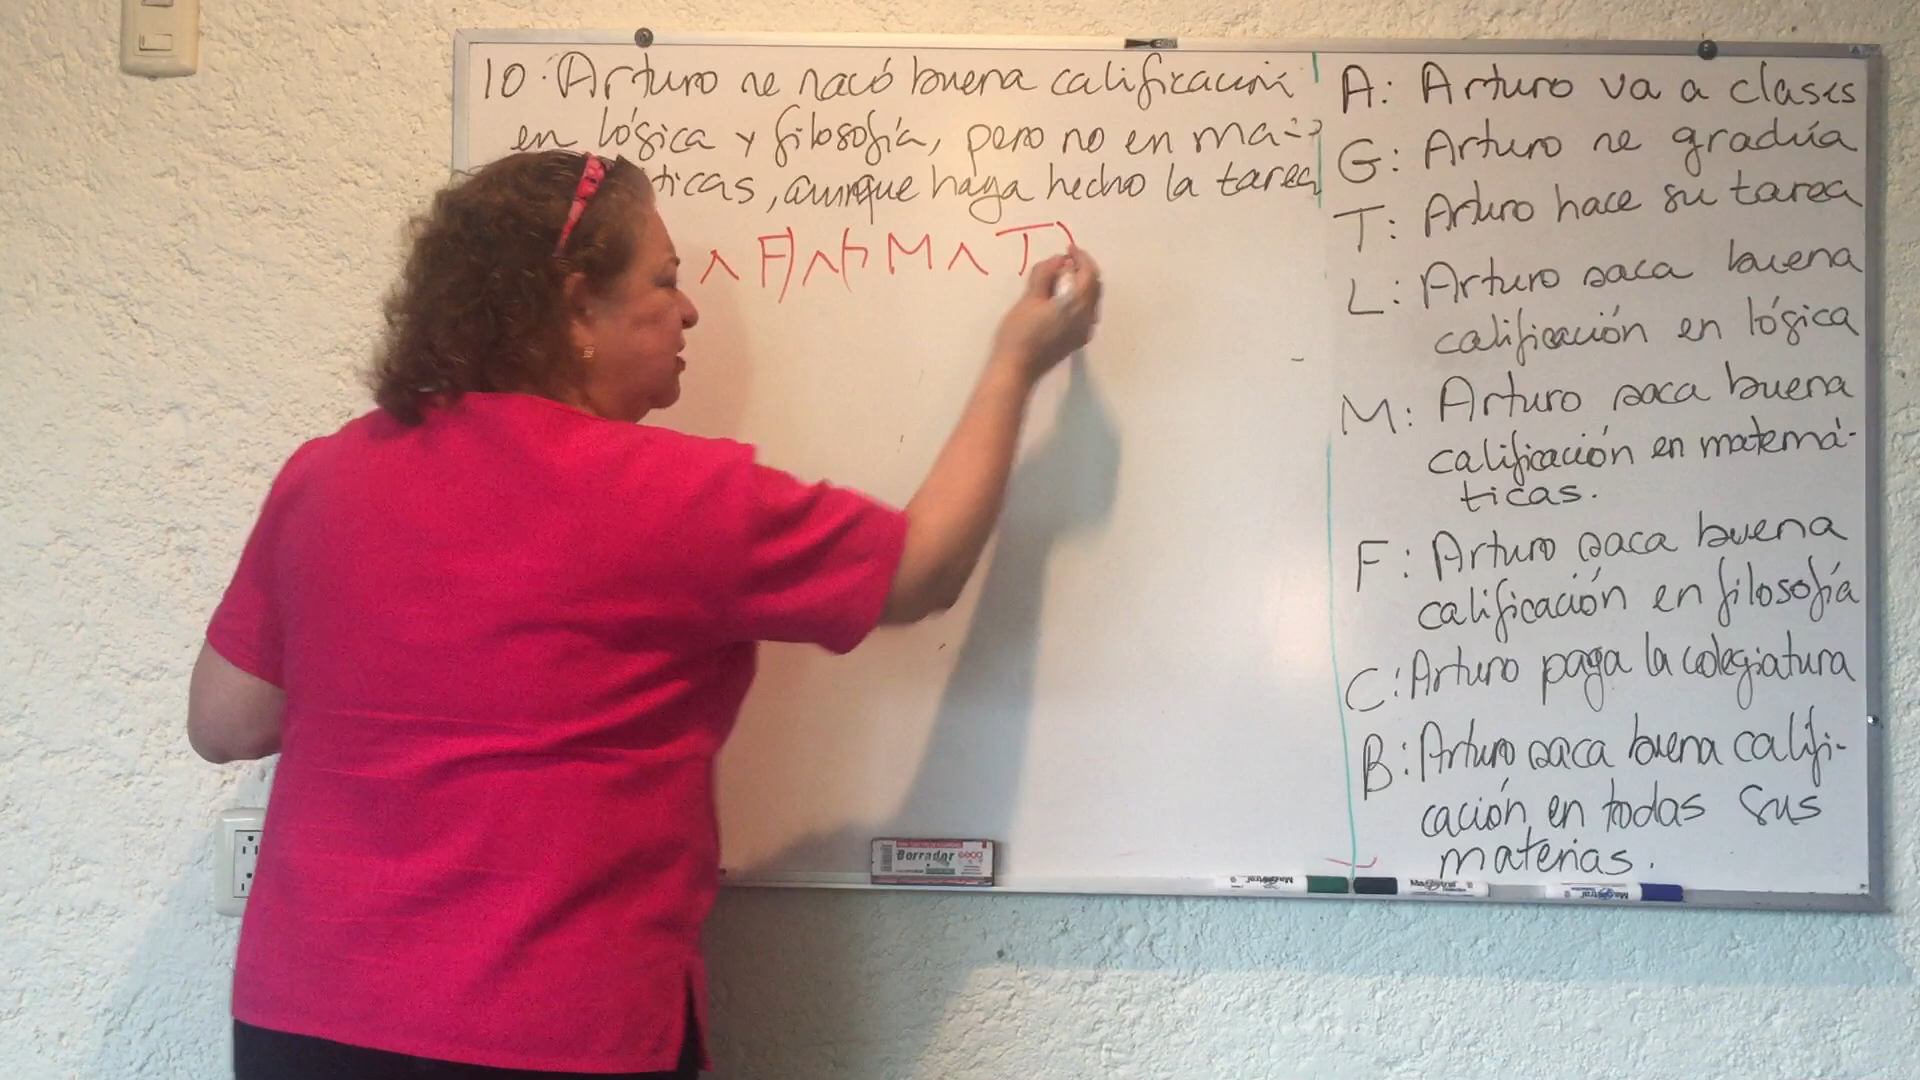 10. Arturo se sacó buena calificación
en lógica y filosofía, pero no en ma-
ticas, aunque haya hecho la tarea
∧ F) ∧ (¬ M ∧ T)
A: Arturo va a clases
G: Arturo se gradúa
T: Arturo hace su tarea
L: Arturo saca buena
calificación en lógica
M: Arturo saca buena
calificación en matemá-
ticas.
F: Arturo saca buena
calificación en filosofía
C: Arturo paga la colegiatura
B: Arturo saca buena califi-
cación en todas sus
materias.
Borrador
Magistral
Magistral